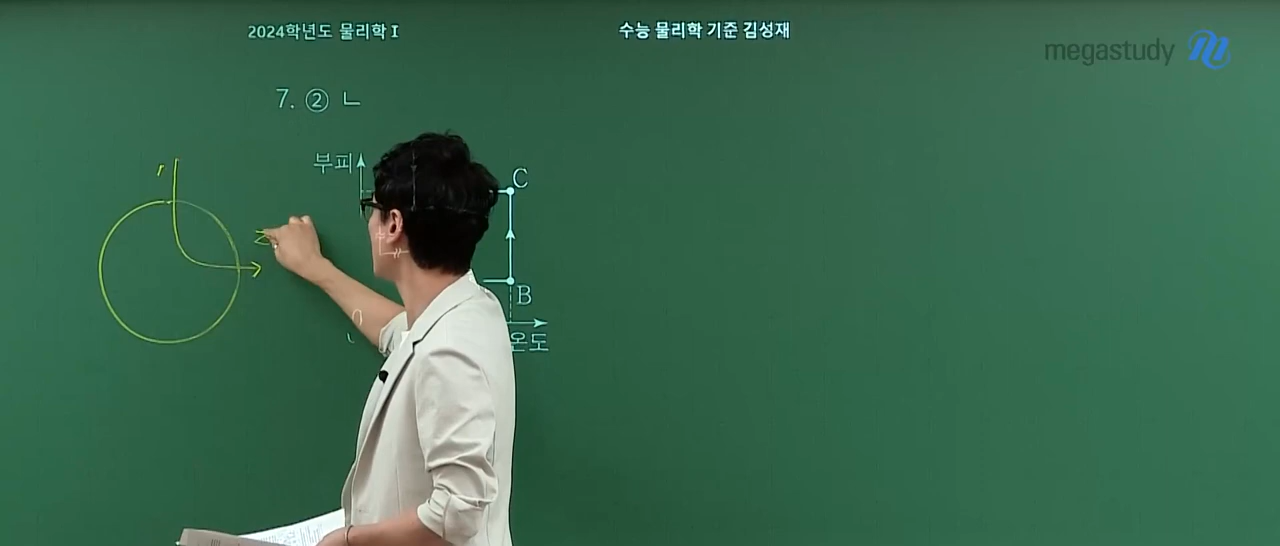 2024학년도 물리학 I
수능 물리학 기준 김성재
megastudy
7. ② ㄴ
부피
C
B
온도